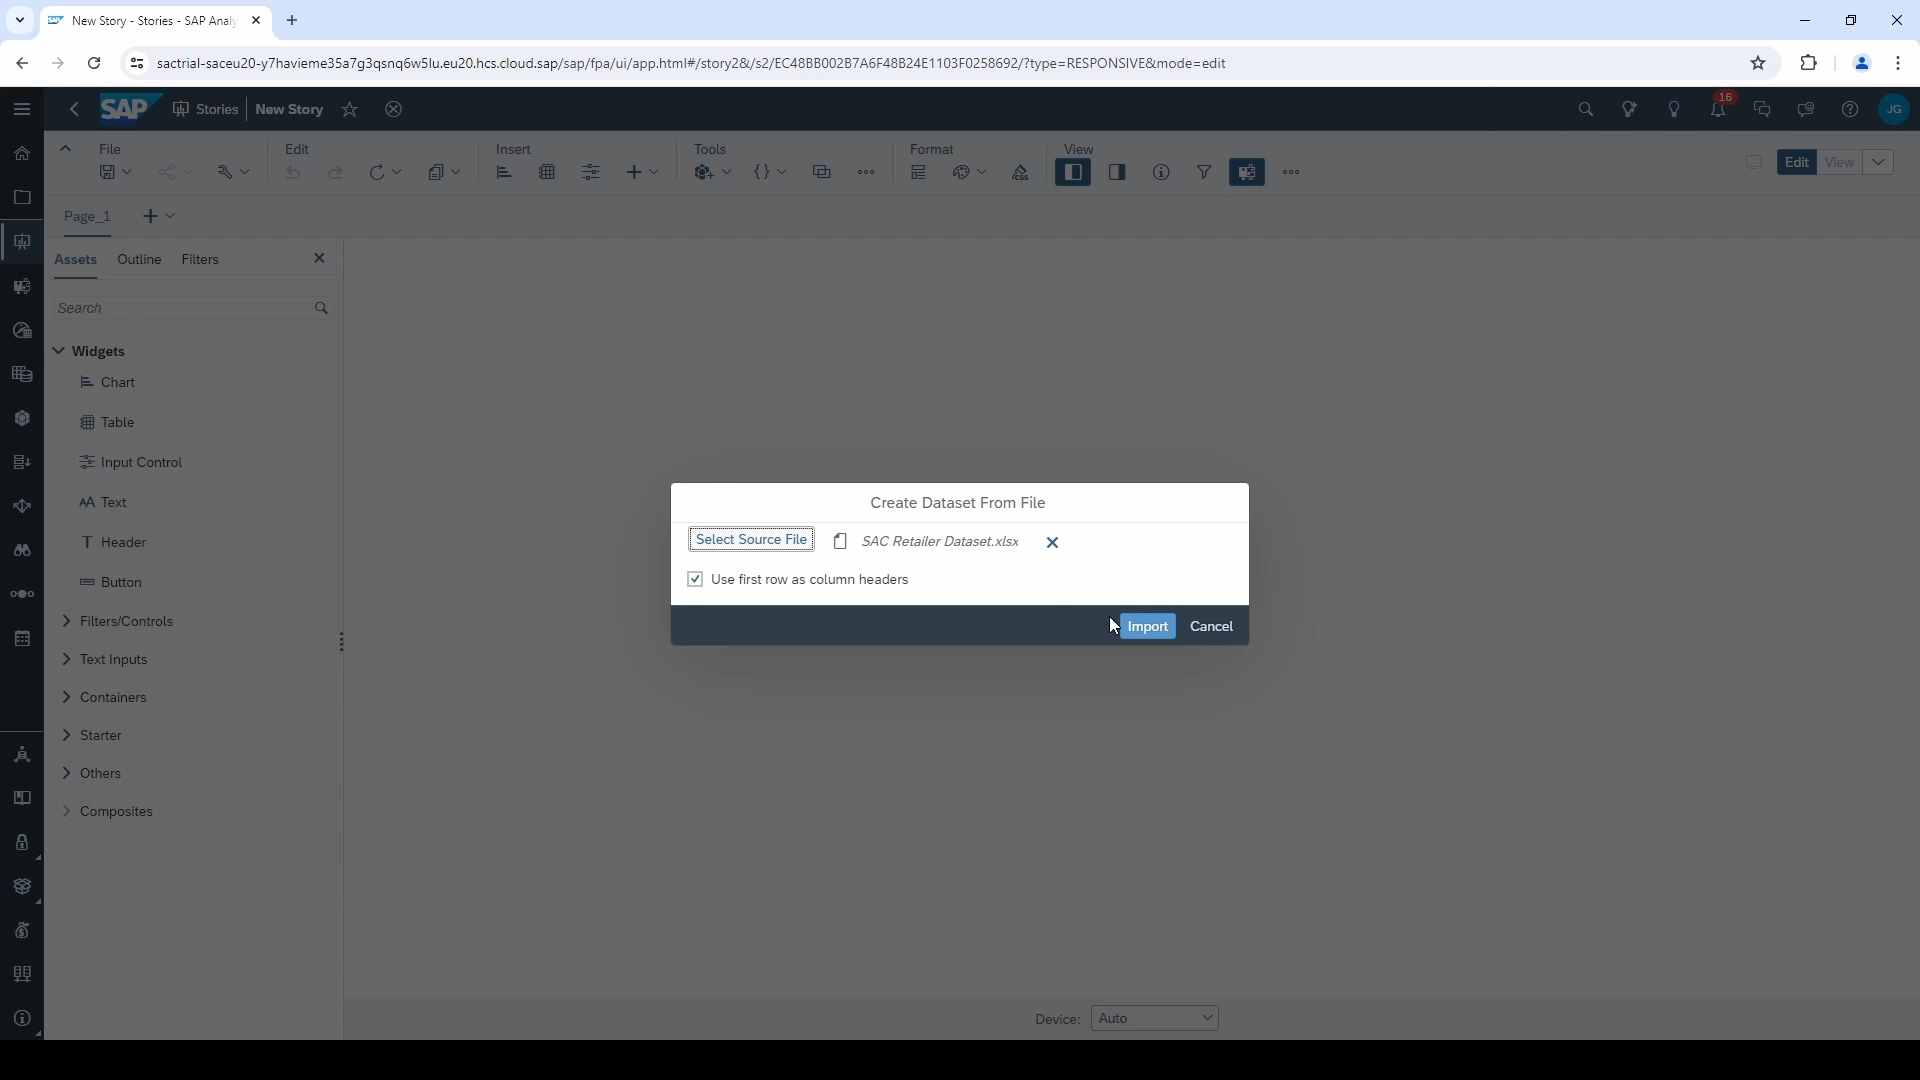 New Story - Stories - SAP Analy
sactrial-saceu20-y7havieme35a7g3qsnq6w5lu.eu20.hcs.cloud.sap/sap/fpa/ui/app.html#/story2&/s2/EC48BB002B7A6F48B24E1103F0258692/?type=RESPONSIVE&mode=edit
SAP Stories New Story 16 JG
File Edit Insert Tools Format View
Edit View
Page_1
Assets Outline Filters
Search
Widgets
Chart
Table
Input Control
Text
Header
Button
Filters/Controls
Text Inputs
Containers
Starter
Others
Composites
Create Dataset From File
Select Source File SAC Retailer Dataset.xlsx
Use first row as column headers
Import Cancel
Device: Auto